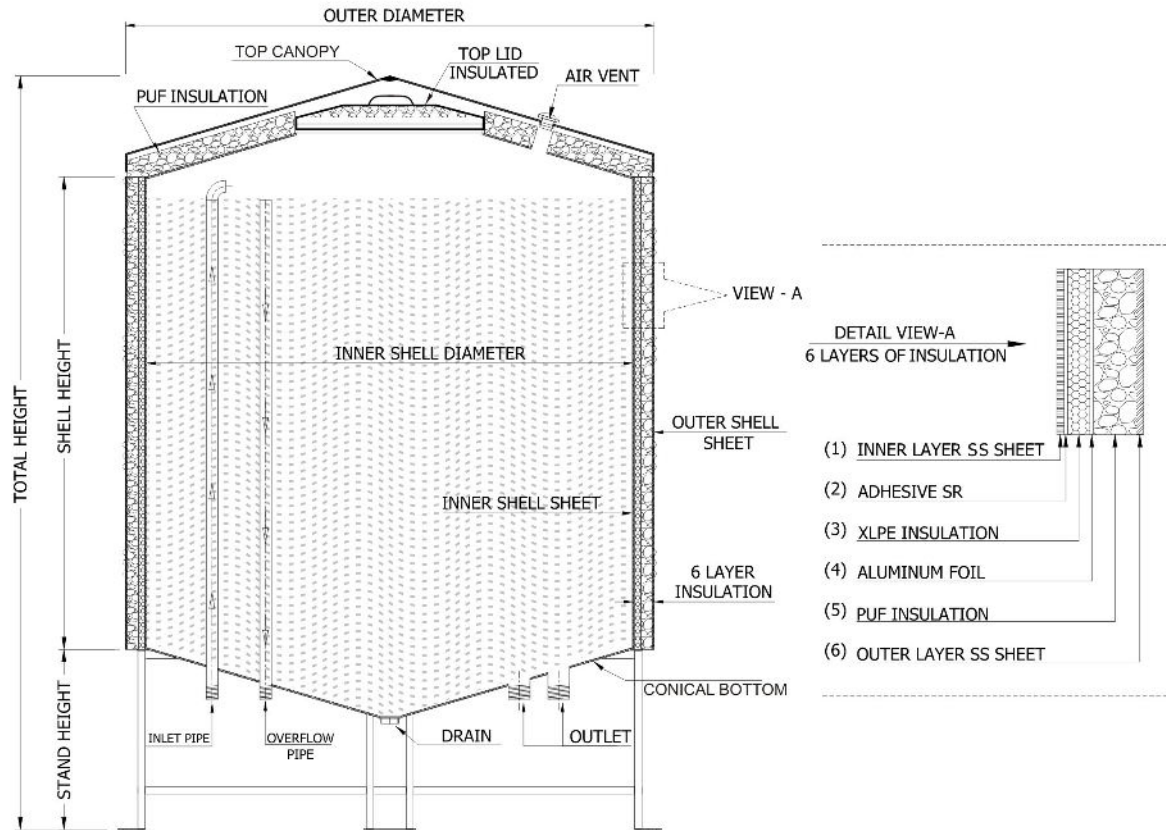 OUTER DIAMETER
TOP CANOPY
TOP LID
INSULATED
AIR VENT
PUF INSULATION
TOTAL HEIGHT
SHELL HEIGHT
STAND HEIGHT
INNER SHELL DIAMETER
VIEW - A
OUTER SHELL
SHEET
INNER SHELL SHEET
6 LAYER
INSULATION
CONICAL BOTTOM
INLET PIPE
OVERFLOW
PIPE
DRAIN
OUTLET
DETAIL VIEW-A
6 LAYERS OF INSULATION
(1) INNER LAYER SS SHEET
(2) ADHESIVE SR
(3) XLPE INSULATION
(4) ALUMINUM FOIL
(5) PUF INSULATION
(6) OUTER LAYER SS SHEET